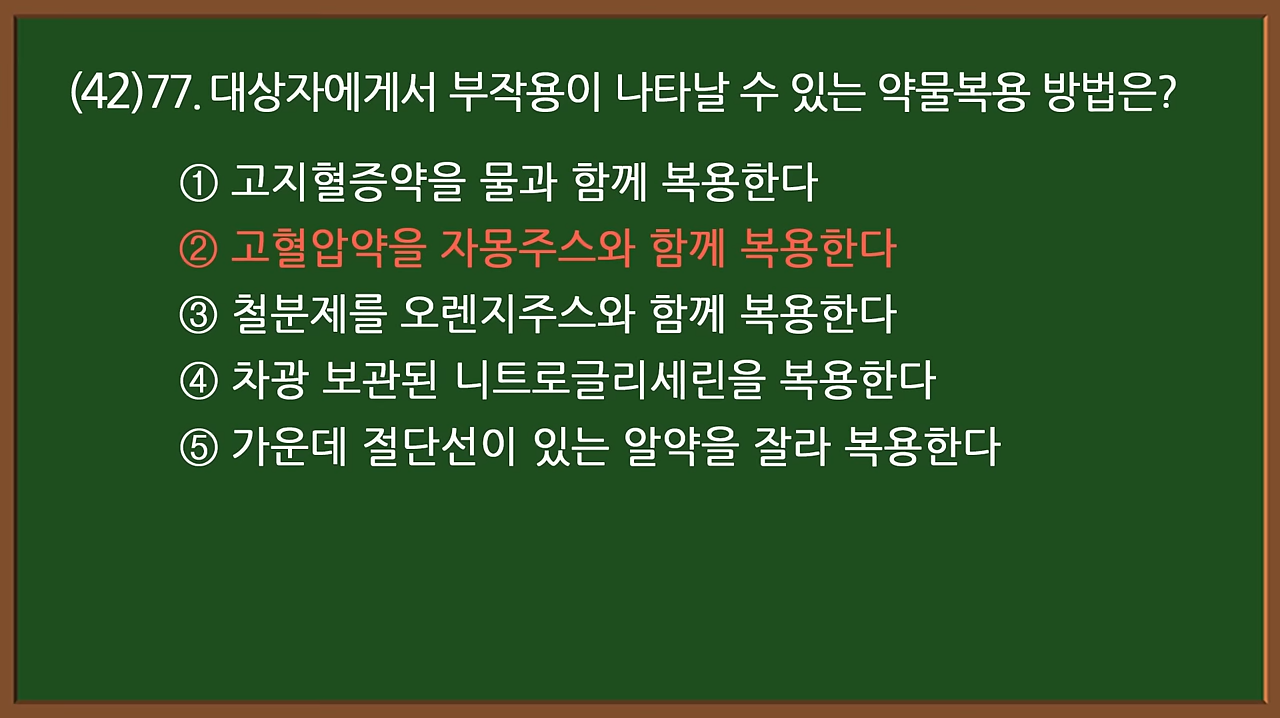 (42)77. 대상자에게서 부작용이 나타날 수 있는 약물복용 방법은?
① 고지혈증약을 물과 함께 복용한다
② 고혈압약을 자몽주스와 함께 복용한다
③ 철분제를 오렌지주스와 함께 복용한다
④ 차광 보관된 니트로글리세린을 복용한다
⑤ 가운데 절단선이 있는 알약을 잘라 복용한다